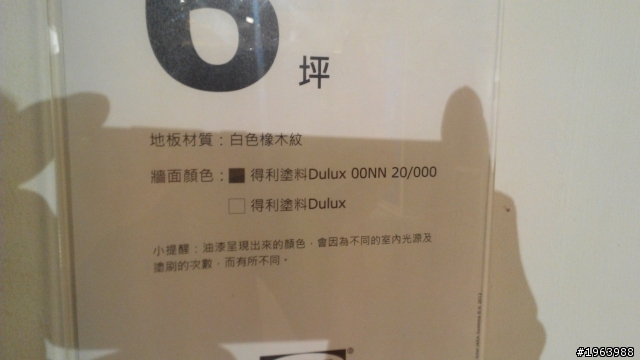 6坪
地板材質：白色橡木紋
牆面顏色：■ 得利塗料Dulux 00NN 20/000
□ 得利塗料Dulux
小提醒：油漆呈現出來的顏色，會因為不同的室內光源及
塗刷的次數，而有所不同。
®
#1963988